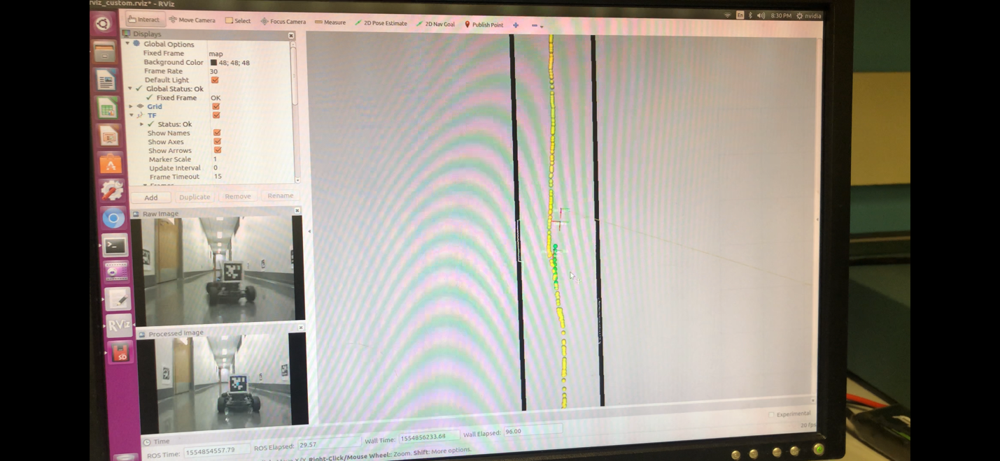 rviz_custom.rviz* - RViz
En 8:30 PM nvidia
Interact Move Camera Select Focus Camera Measure 2D Pose Estimate 2D Nav Goal Publish Point
Displays
Global Options
Fixed Frame map
Background Color 48; 48; 48
Frame Rate 30
Default Light
Global Status: Ok
Fixed Frame OK
Grid
TF
Status: Ok
Show Names
Show Axes
Show Arrows
Marker Scale 1
Update Interval 0
Frame Timeout 15
Add Duplicate Remove Rename
Raw Image
RViz
Processed Image
SD
Experimental
Time
20 fps
ROS Time: 1554854557.79 ROS Elapsed: 29.57 Wall Time: 1554856233.68 Wall Elapsed: 96.00
Move X/Y. Right-Click/Mouse Wheel:: Zoom. Shift: More options.